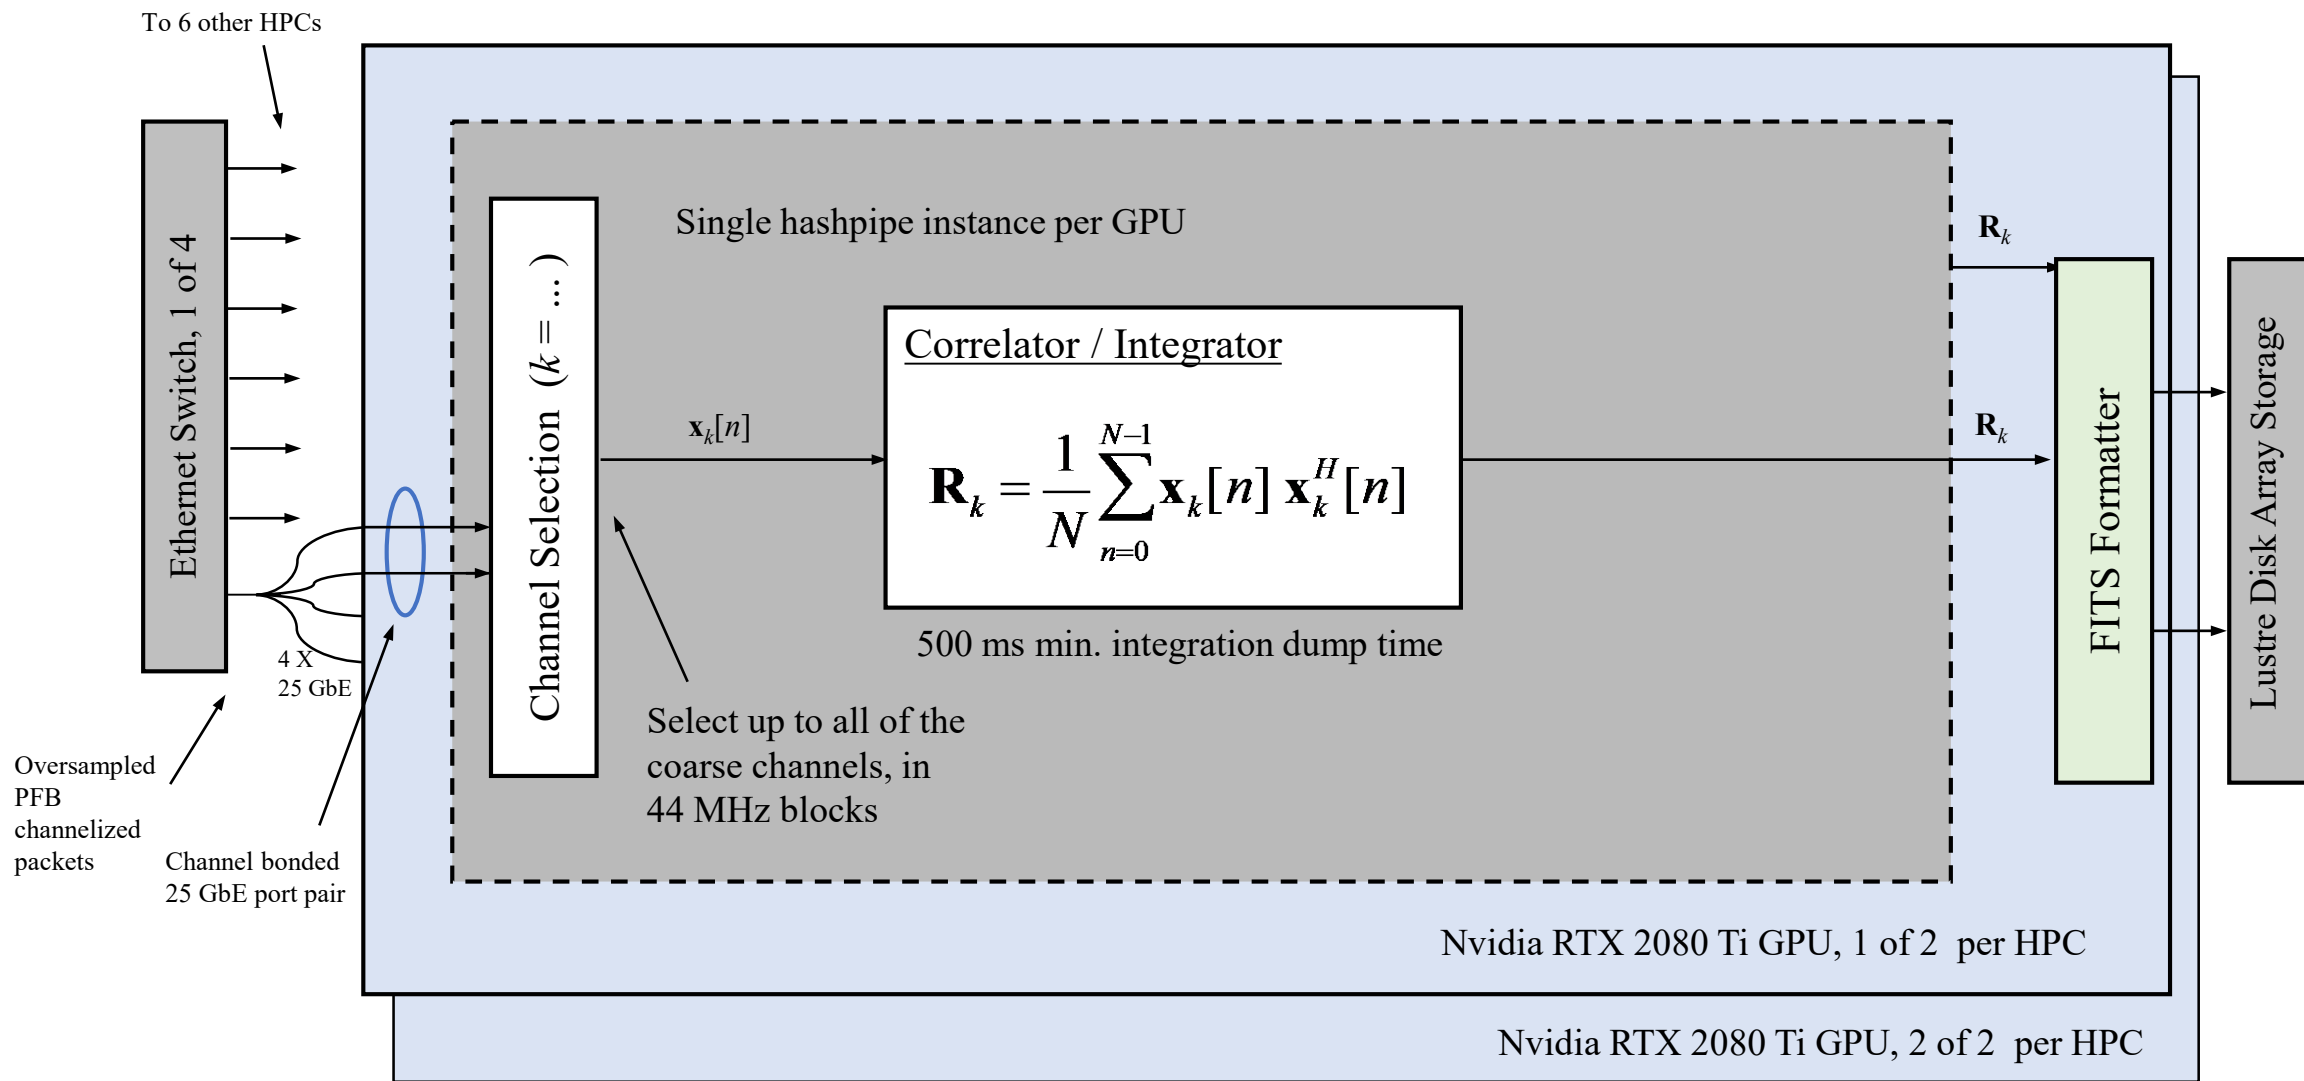 To 6 other HPCs
Ethernet Switch, 1 of 4
4 X
25 GbE
Oversampled
PFB
channelized
packets
Channel bonded
25 GbE port pair
Channel Selection (k = ...)
Single hashpipe instance per GPU
x_k[n]
Correlator / Integrator
R_k = 1/N ∑_{n=0}^{N−1} x_k[n] x_k^H[n]
500 ms min. integration dump time
Select up to all of the
coarse channels, in
44 MHz blocks
R_k
R_k
FITS Formatter
Lustre Disk Array Storage
Nvidia RTX 2080 Ti GPU, 1 of 2 per HPC
Nvidia RTX 2080 Ti GPU, 2 of 2 per HPC